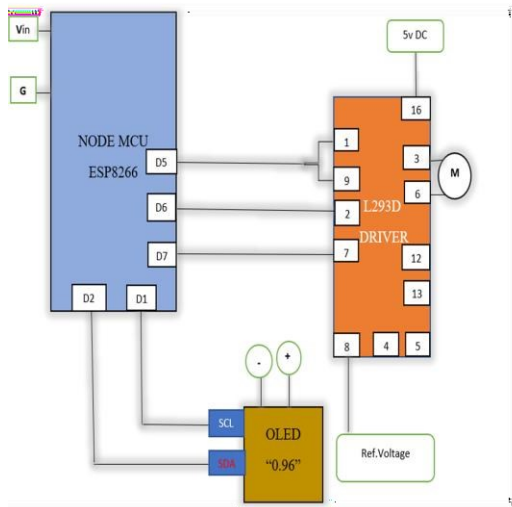 Vin
5v DC
G
16
NODE MCU
ESP8266
D5
1
3
M
9
6
D6
2
L293D
DRIVER
D7
7
12
13
D2
D1
8
4
5
-
+
SCL
OLED
"0.96"
SDA
Ref.Voltage